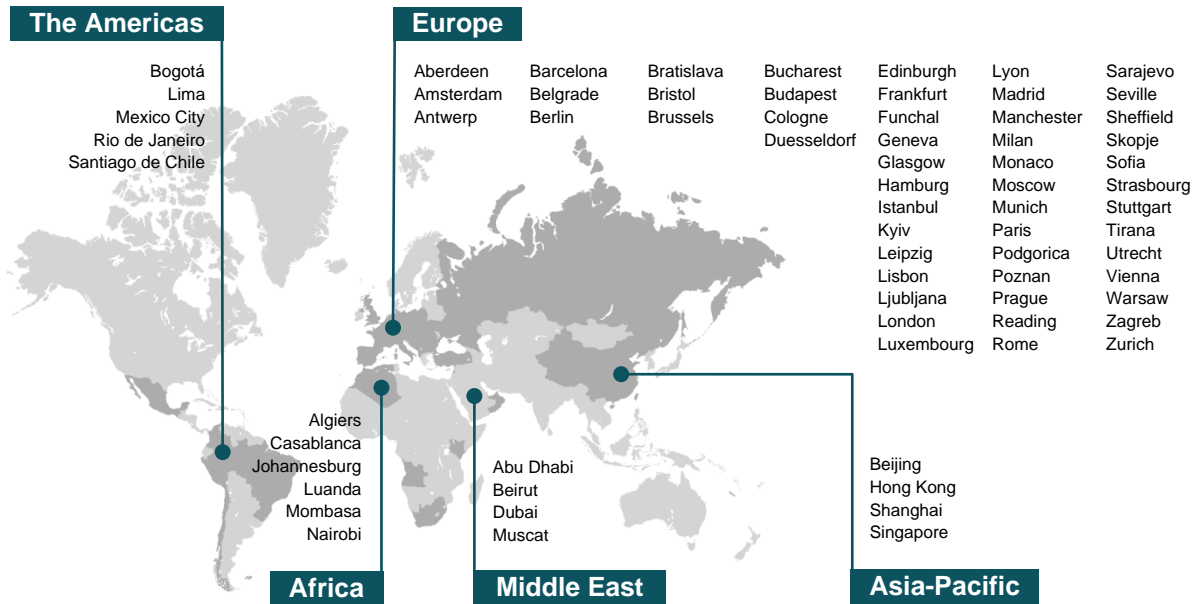 The Americas
Bogotá
Lima
Mexico City
Rio de Janeiro
Santiago de Chile
Europe
Aberdeen
Amsterdam
Antwerp
Barcelona
Belgrade
Berlin
Bratislava
Bristol
Brussels
Bucharest
Budapest
Cologne
Duesseldorf
Edinburgh
Frankfurt
Funchal
Geneva
Glasgow
Hamburg
Istanbul
Kyiv
Leipzig
Lisbon
Ljubljana
London
Luxembourg
Lyon
Madrid
Manchester
Milan
Monaco
Moscow
Munich
Paris
Podgorica
Poznan
Prague
Reading
Rome
Sarajevo
Seville
Sheffield
Skopje
Sofia
Strasbourg
Stuttgart
Tirana
Utrecht
Vienna
Warsaw
Zagreb
Zurich
Algiers
Casablanca
Johannesburg
Luanda
Mombasa
Nairobi
Africa
Abu Dhabi
Beirut
Dubai
Muscat
Middle East
Beijing
Hong Kong
Shanghai
Singapore
Asia-Pacific